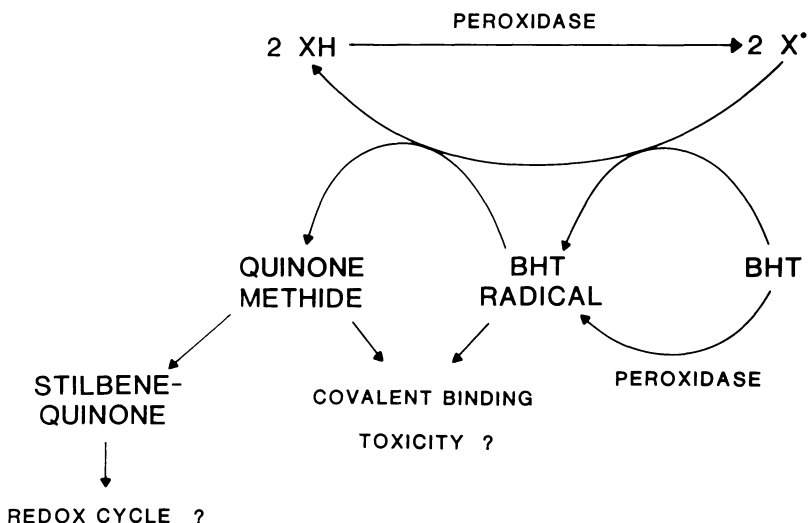 PEROXIDASE
2 XH
2 X•
QUINONE
METHIDE
BHT
RADICAL
BHT
STILBENE-
QUINONE
COVALENT BINDING
TOXICITY ?
PEROXIDASE
REDOX CYCLE ?